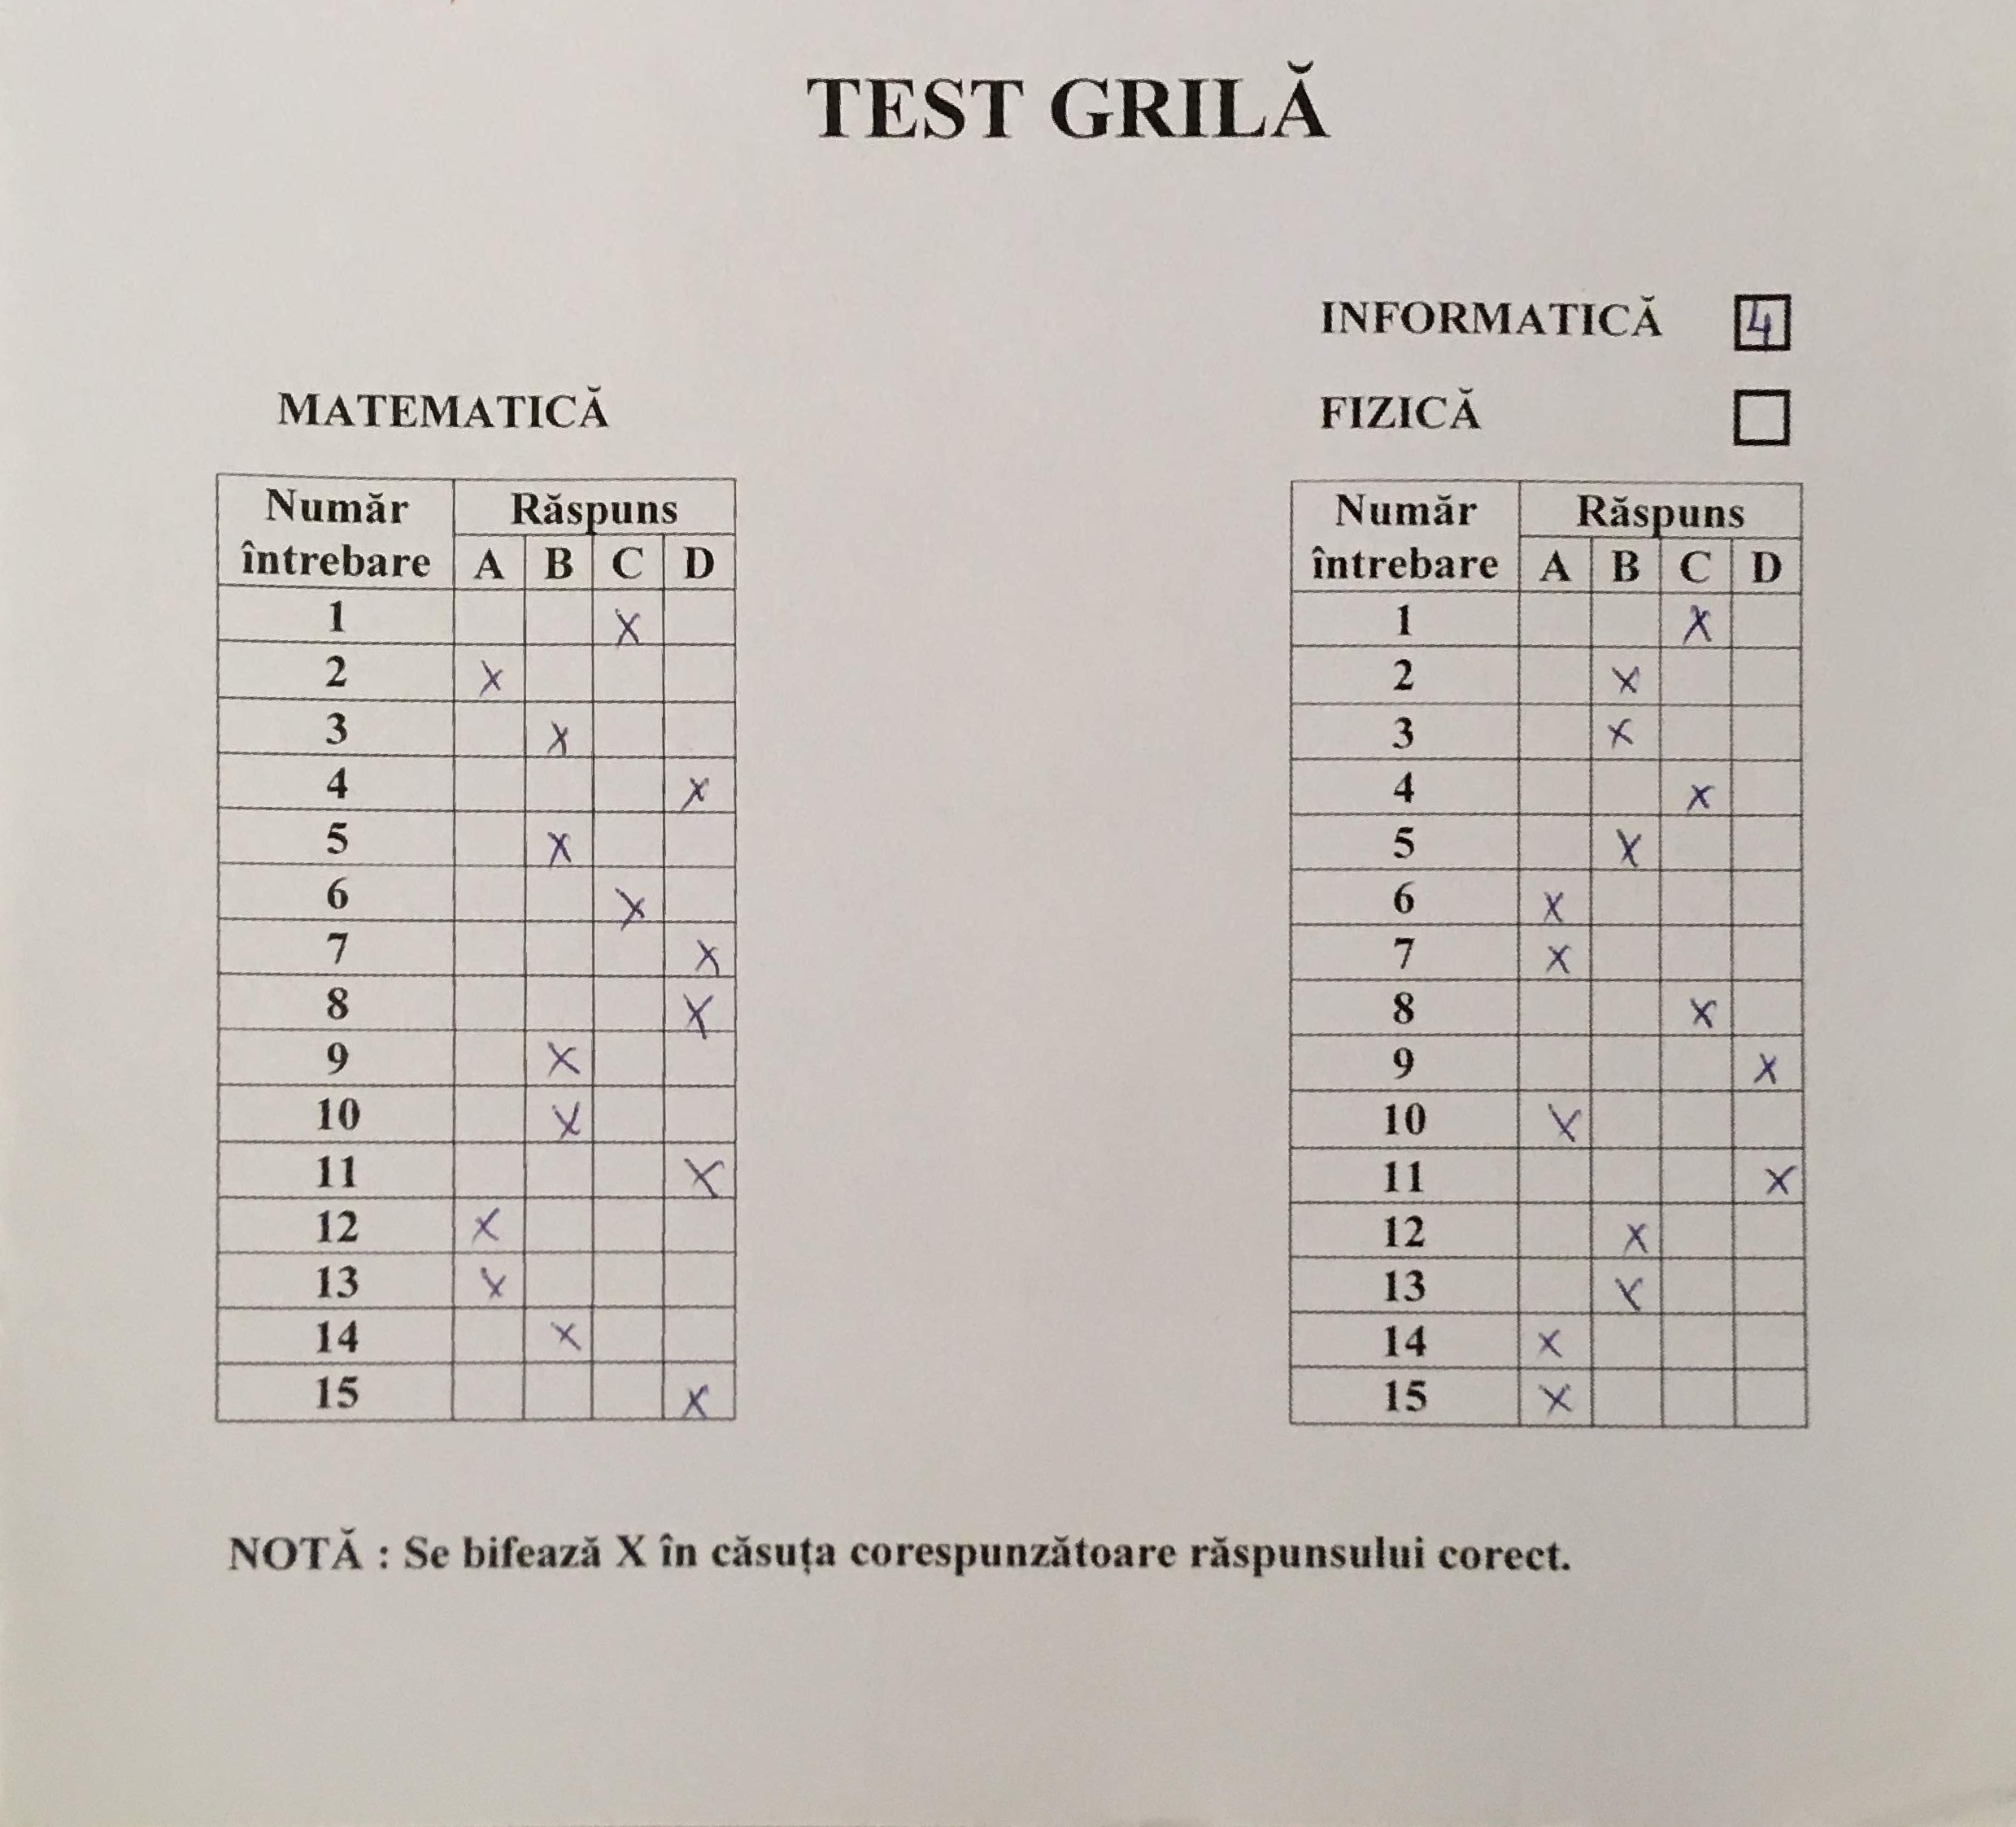 TEST GRILĂ
INFORMATICĂ 4
MATEMATICĂ FIZICĂ
Număr Răspuns Număr Răspuns
întrebare A B C D întrebare A B C D
1 X 1 X
2 X 2 X
3 X 3 X
4 X 4 X
5 X 5 X
6 X 6 X
7 X 7 X
8 X 8 X
9 X 9 X
10 X 10 X
11 X 11 X
12 X 12 X
13 X 13 X
14 X 14 X
15 X 15 X
NOTĂ : Se bifează X în căsuța corespunzătoare răspunsului corect.